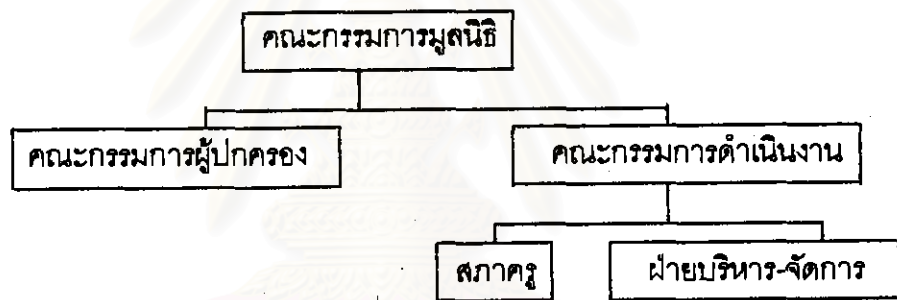 คณะกรรมการมูลนิธิ
คณะกรรมการผู้ปกครอง
คณะกรรมการดำเนินงาน
สภาครู
ฝ่ายบริหาร-จัดการ